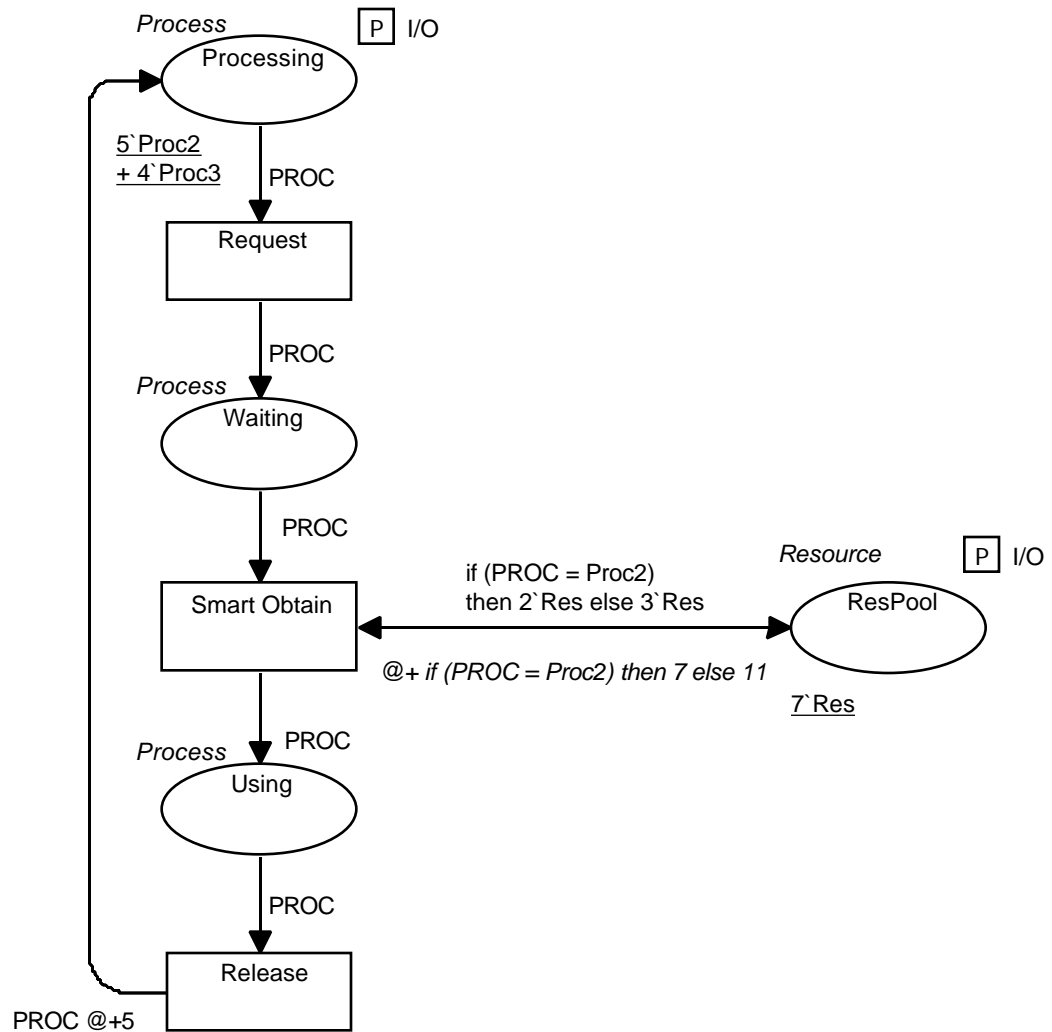 Process
P I/O
Processing
5`Proc2
+ 4`Proc3
PROC
Request
PROC
Process
Waiting
PROC
Resource
P I/O
if (PROC = Proc2)
then 2`Res else 3`Res
Smart Obtain
ResPool
@+ if (PROC = Proc2) then 7 else 11
7`Res
PROC
Process
Using
PROC
Release
PROC @+5